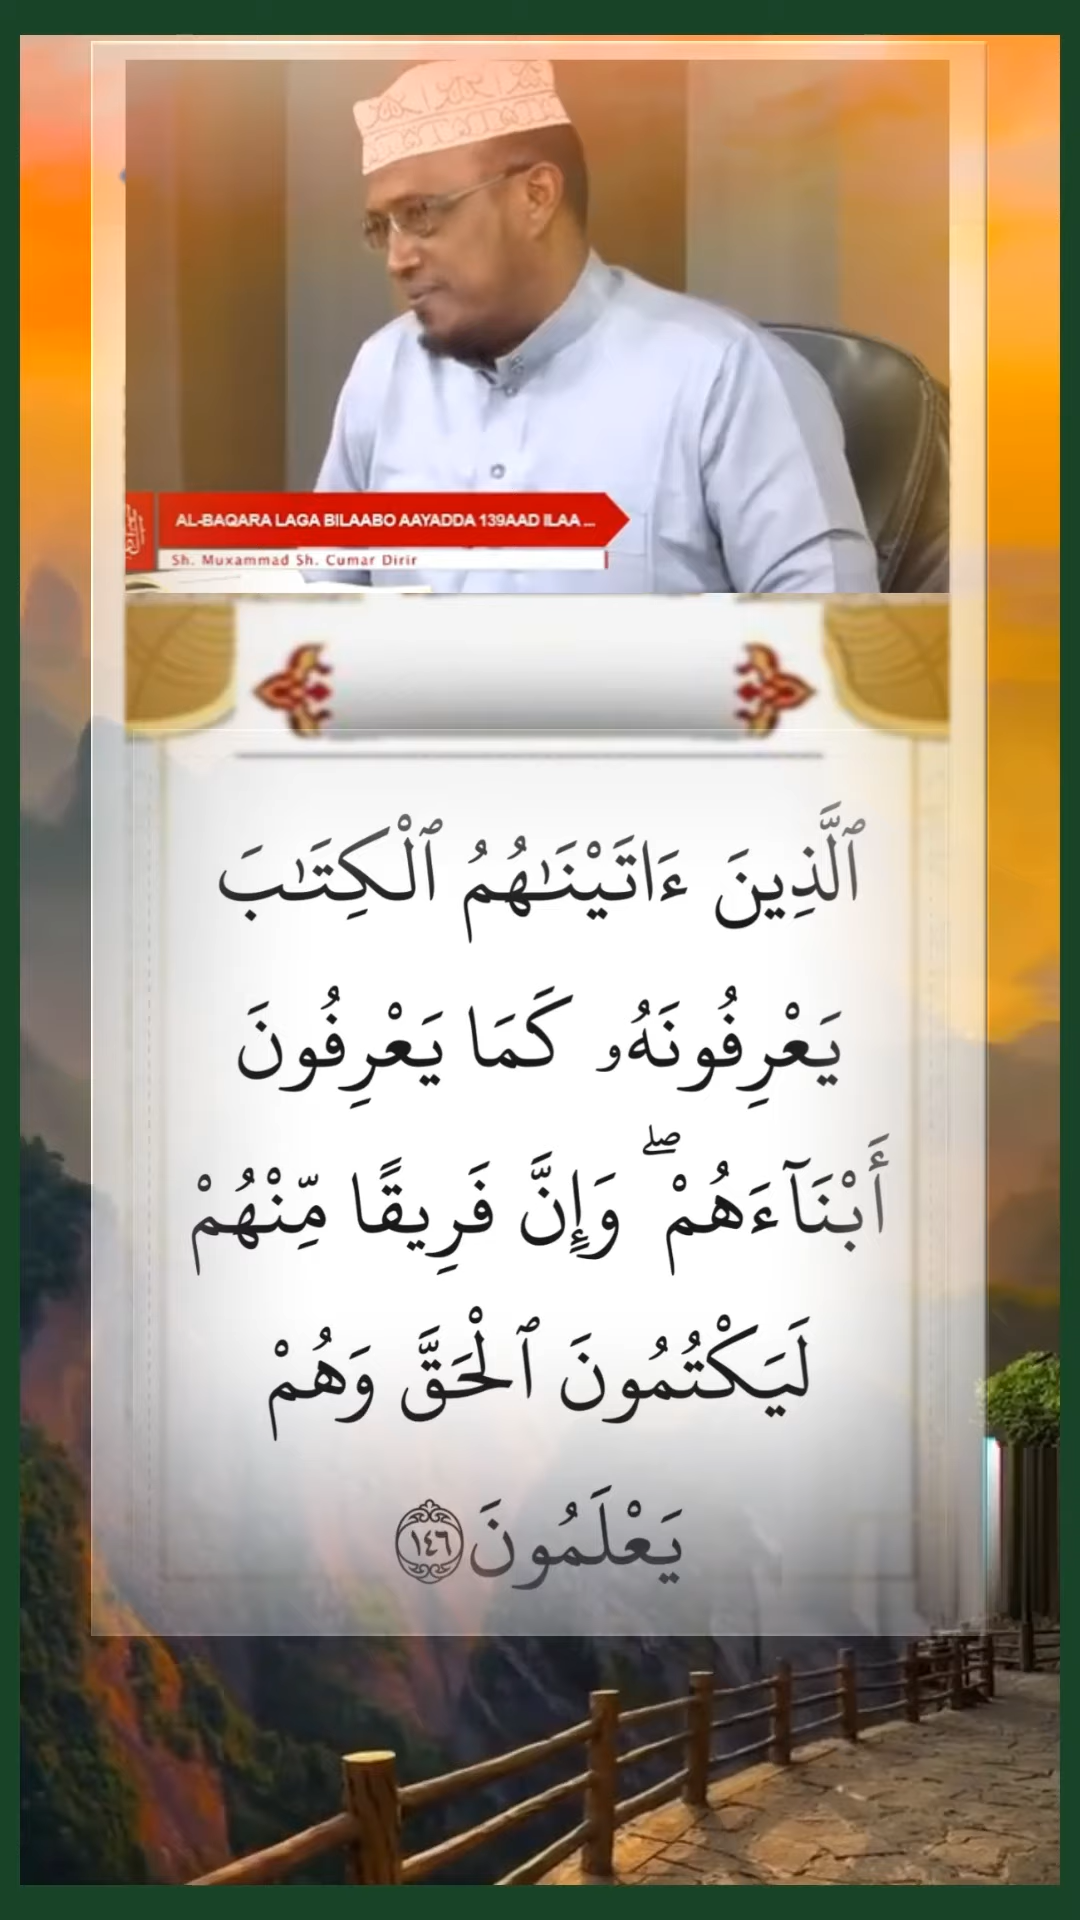 AL-BAQARA LAGA BILAABO AAYADDA 139AAD ILAA ...
Sh. Muxammad Sh. Cumar Dirir
ٱلَّذِينَ ءَاتَيْنَـٰهُمُ ٱلْكِتَـٰبَ
يَعْرِفُونَهُۥ كَمَا يَعْرِفُونَ
أَبْنَآءَهُمْ ۖ وَإِنَّ فَرِيقًا مِّنْهُمْ
لَيَكْتُمُونَ ٱلْحَقَّ وَهُمْ
يَعْلَمُونَ ١٤٦